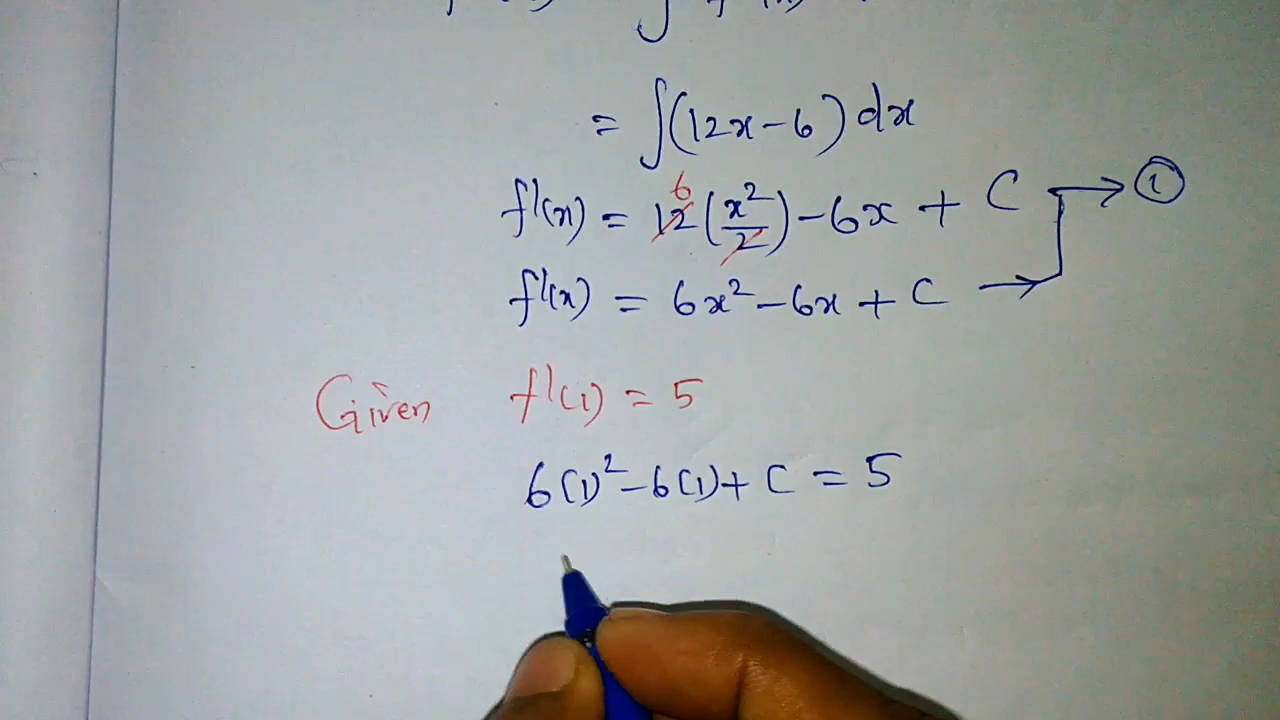 = ∫(12x-6) dx
f'(x) = 12 6 (x²/2) - 6x + C → ①
f'(x) = 6x² - 6x + C →
Given f'(1) = 5
6(1)² - 6(1) + C = 5